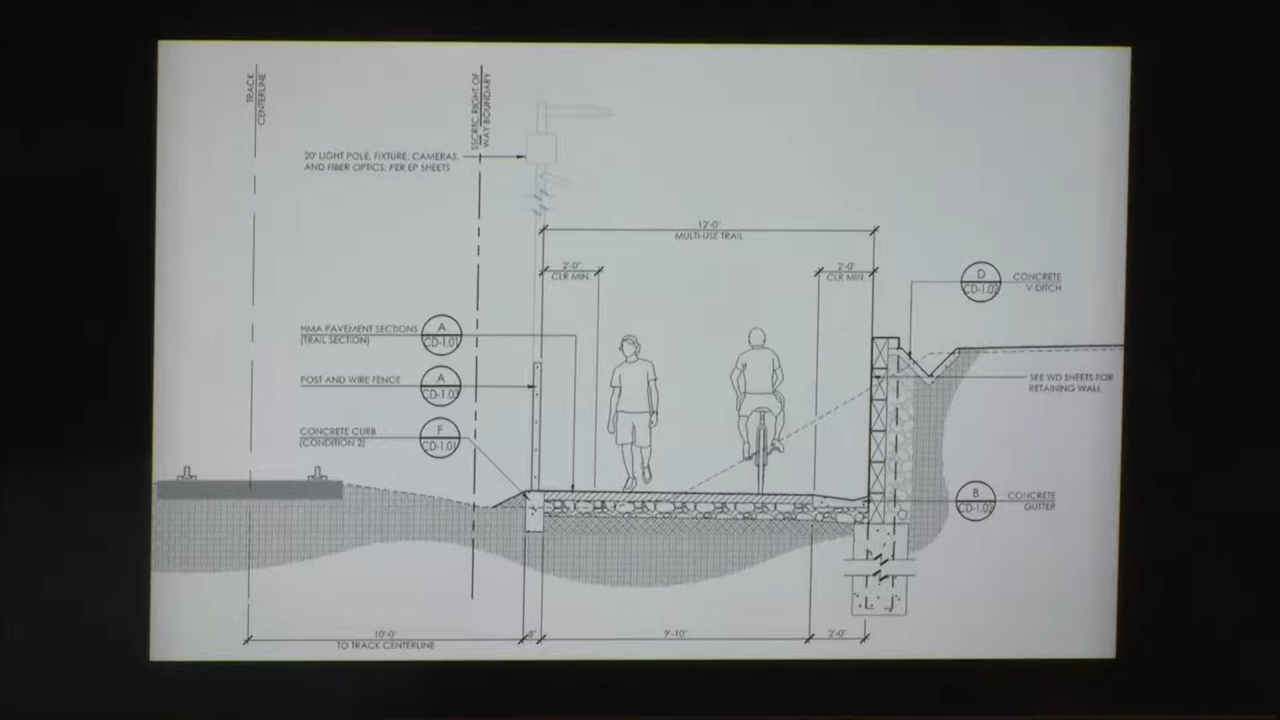 TRACK
CENTERLINE
SSCRTC RIGHT OF
WAY BOUNDARY
20' LIGHT POLE, FIXTURE, CAMERAS,
AND FIBER OPTICS, PER EP SHEETS
12'-0"
MULTI-USE TRAIL
2'-0"
CLR MIN.
2'-0"
CLR MIN.
D
CD-1.02
CONCRETE
V-DITCH
HMA PAVEMENT SECTIONS
(TRAIL SECTION)
A
CD-1.01
POST AND WIRE FENCE
A
CD-1.03
SEE WD SHEETS FOR
RETAINING WALL
CONCRETE CURB
(CONDITION 2)
F
CD-1.01
B
CD-1.02
CONCRETE
GUTTER
10'-0"
TO TRACK CENTERLINE
8"
9'-10"
2'-0"